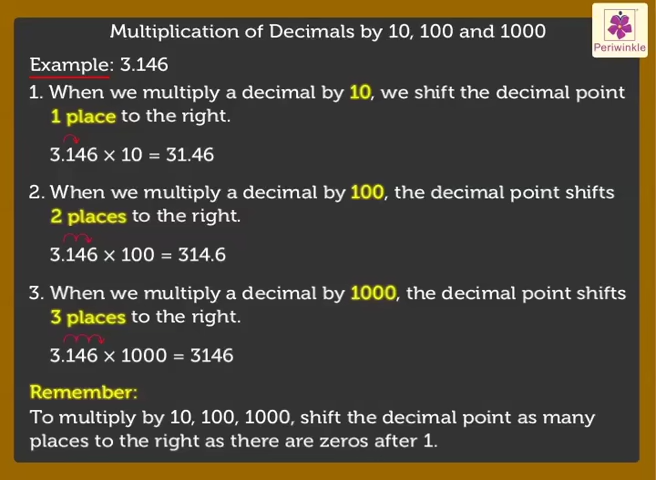 Multiplication of Decimals by 10, 100 and 1000
Periwinkle
Example: 3.146
1. When we multiply a decimal by 10, we shift the decimal point
1 place to the right.
3.146 × 10 = 31.46
2. When we multiply a decimal by 100, the decimal point shifts
2 places to the right.
3.146 × 100 = 314.6
3. When we multiply a decimal by 1000, the decimal point shifts
3 places to the right.
3.146 × 1000 = 3146
Remember:
To multiply by 10, 100, 1000, shift the decimal point as many
places to the right as there are zeros after 1.